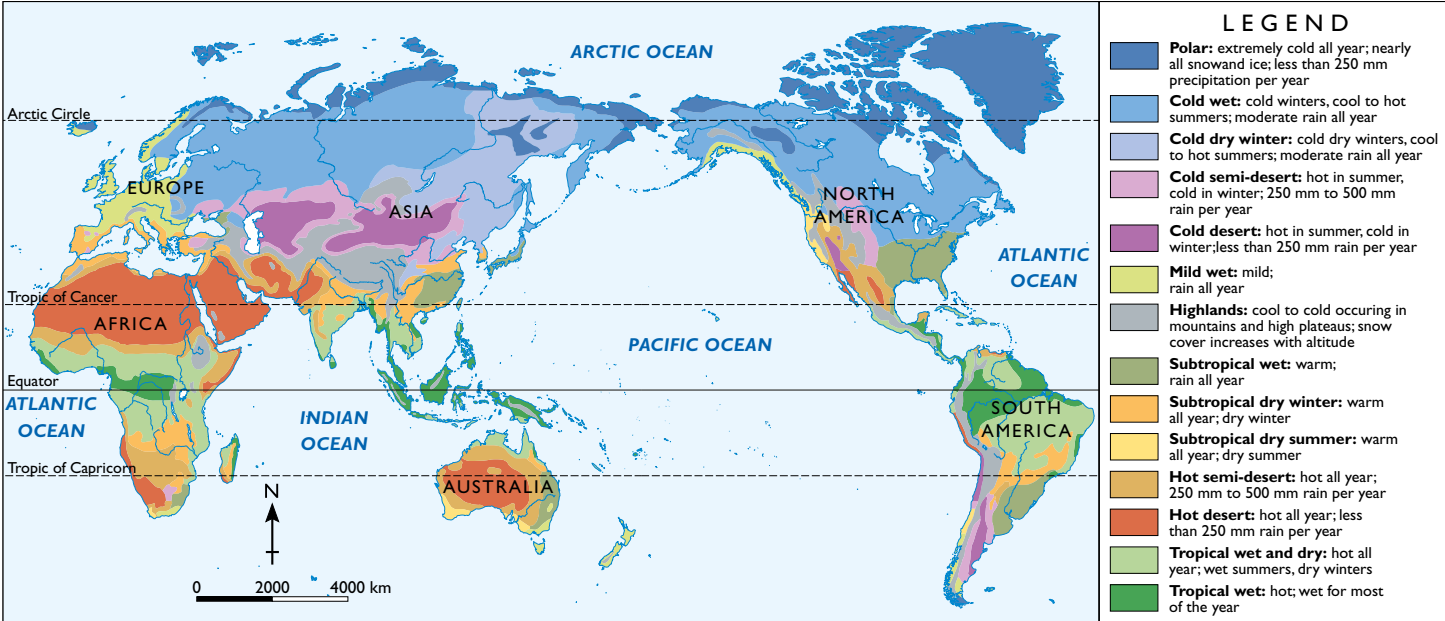 ARCTIC OCEAN
Arctic Circle
EUROPE
ASIA
NORTH
AMERICA
ATLANTIC
OCEAN
Tropic of Cancer
AFRICA
PACIFIC OCEAN
Equator
ATLANTIC
OCEAN
INDIAN
OCEAN
SOUTH
AMERICA
Tropic of Capricorn
AUSTRALIA
N
0 2000 4000 km
LEGEND
Polar: extremely cold all year; nearly
all snowand ice; less than 250 mm
precipitation per year
Cold wet: cold winters, cool to hot
summers; moderate rain all year
Cold dry winter: cold dry winters, cool
to hot summers; moderate rain all year
Cold semi-desert: hot in summer,
cold in winter; 250 mm to 500 mm
rain per year
Cold desert: hot in summer, cold in
winter;less than 250 mm rain per year
Mild wet: mild;
rain all year
Highlands: cool to cold occuring in
mountains and high plateaus; snow
cover increases with altitude
Subtropical wet: warm;
rain all year
Subtropical dry winter: warm
all year; dry winter
Subtropical dry summer: warm
all year; dry summer
Hot semi-desert: hot all year;
250 mm to 500 mm rain per year
Hot desert: hot all year; less
than 250 mm rain per year
Tropical wet and dry: hot all
year; wet summers, dry winters
Tropical wet: hot; wet for most
of the year